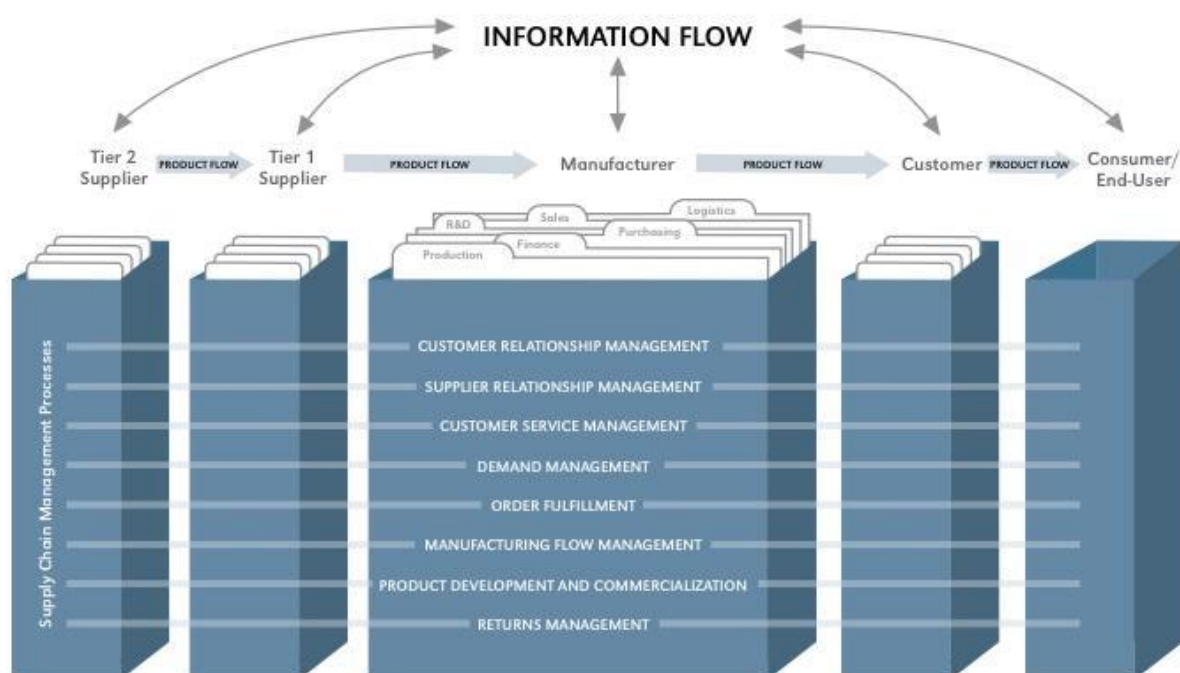 INFORMATION FLOW
Tier 2
Supplier
PRODUCT FLOW
Tier 1
Supplier
PRODUCT FLOW
Manufacturer
PRODUCT FLOW
Customer
PRODUCT FLOW
Consumer/
End-User
Logistics
Sales
R&D
Purchasing
Finance
Production
Supply Chain Management Processes
CUSTOMER RELATIONSHIP MANAGEMENT
SUPPLIER RELATIONSHIP MANAGEMENT
CUSTOMER SERVICE MANAGEMENT
DEMAND MANAGEMENT
ORDER FULFILLMENT
MANUFACTURING FLOW MANAGEMENT
PRODUCT DEVELOPMENT AND COMMERCIALIZATION
RETURNS MANAGEMENT